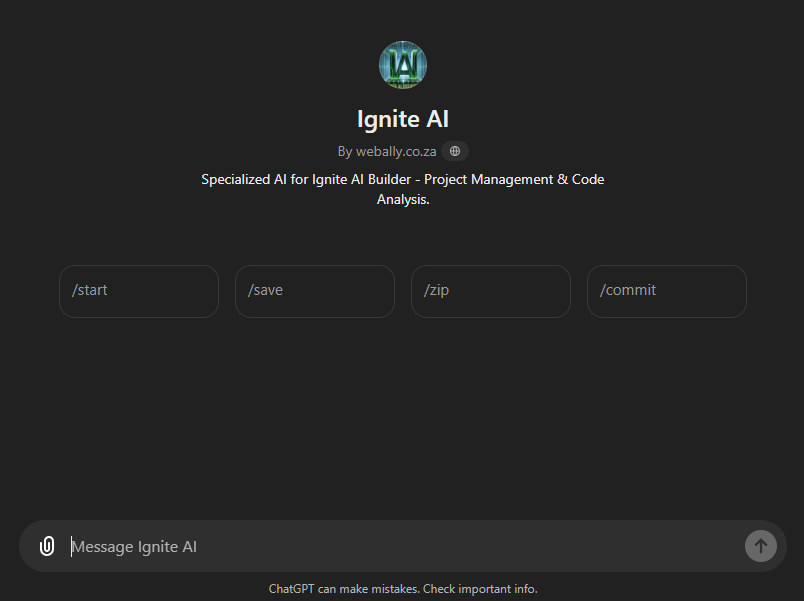 Ignite AI
By webally.co.za
Specialized AI for Ignite AI Builder - Project Management & Code
Analysis.
/start
/save
/zip
/commit
Message Ignite AI
ChatGPT can make mistakes. Check important info.